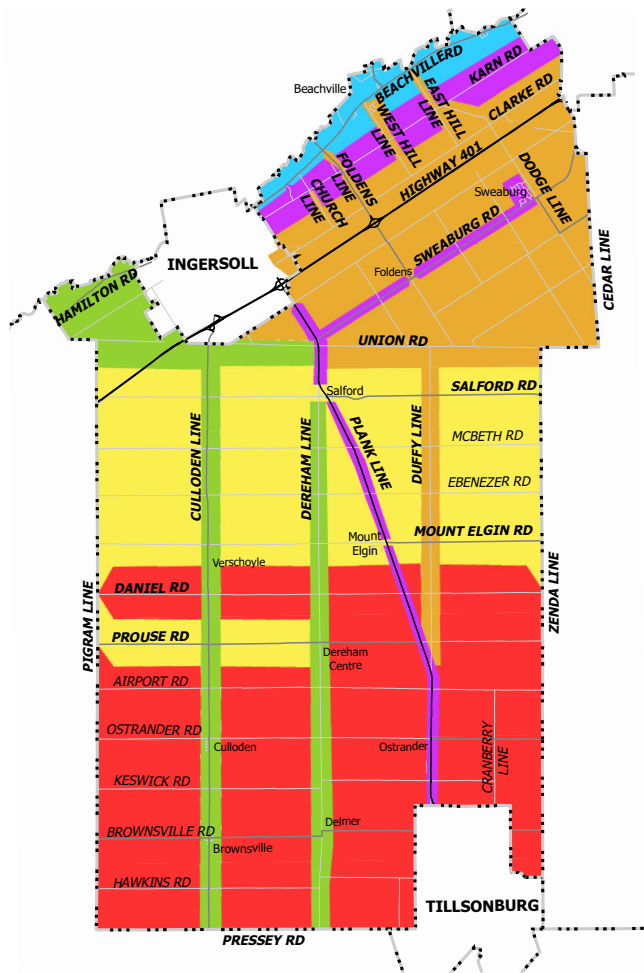 BEACHVILLERD
Beachville
KARN RD
EAST HILL
LINE
CLARKE RD
WEST HILL
LINE
HIGHWAY 401
FOLDENS
LINE
CHURCH
LINE
DODGE LINE
Sweaburg
SWEABURG RD
CEDAR LINE
INGERSOLL
Foldens
HAMILTON RD
UNION RD
Salford
SALFORD RD
CULLODEN LINE
DEREHAM LINE
PLANK LINE
DUFFY LINE
MCBETH RD
EBENEZER RD
Mount
Elgin
MOUNT ELGIN RD
Verschoyle
DANIEL RD
PIGRAM LINE
ZENDA LINE
PROUSE RD
Dereham
Centre
AIRPORT RD
OSTRANDER RD
Culloden
Ostrander
CRANBERRY
LINE
KESWICK RD
Delmer
BROWNSVILLE RD
Brownsville
HAWKINS RD
TILLSONBURG
PRESSEY RD